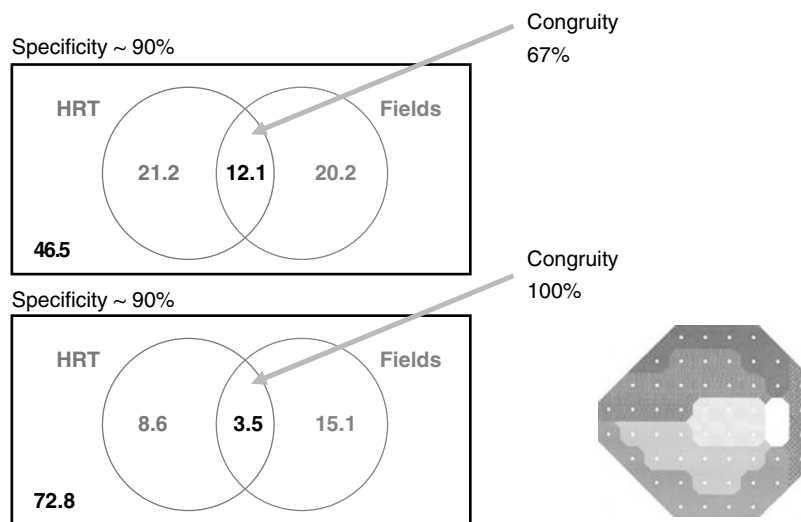 Congruity
67%
Specificity ~ 90%
HRT
Fields
21.2
12.1
20.2
46.5
Congruity
100%
Specificity ~ 90%
HRT
Fields
8.6
3.5
15.1
72.8